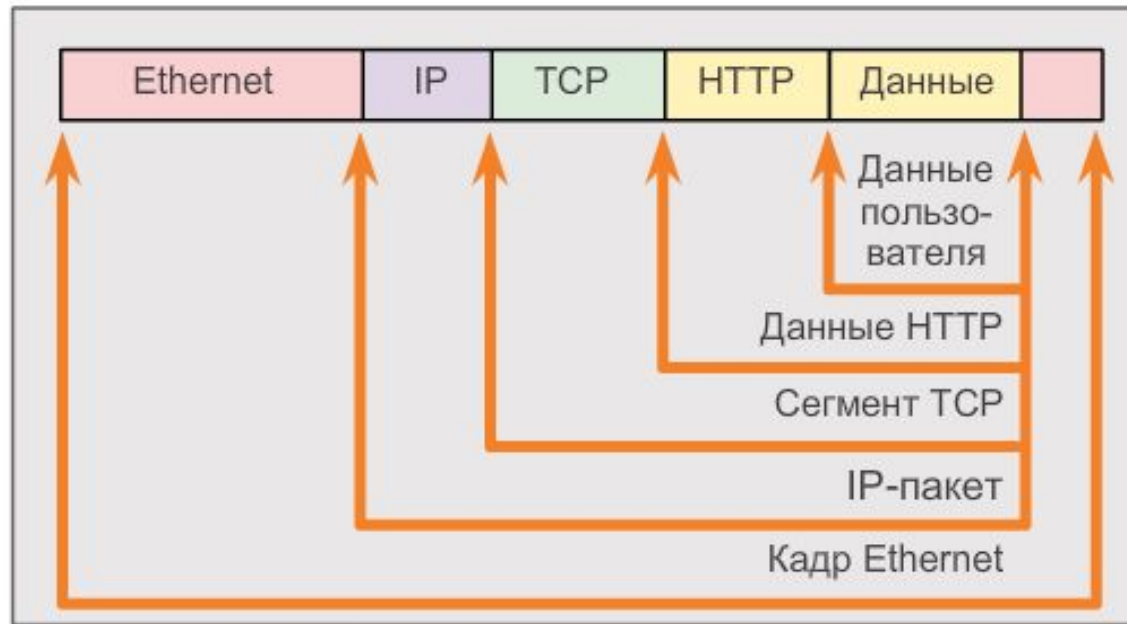 Ethernet IP TCP HTTP Данные
Данные
пользо-
вателя
Данные HTTP
Сегмент TCP
IP-пакет
Кадр Ethernet